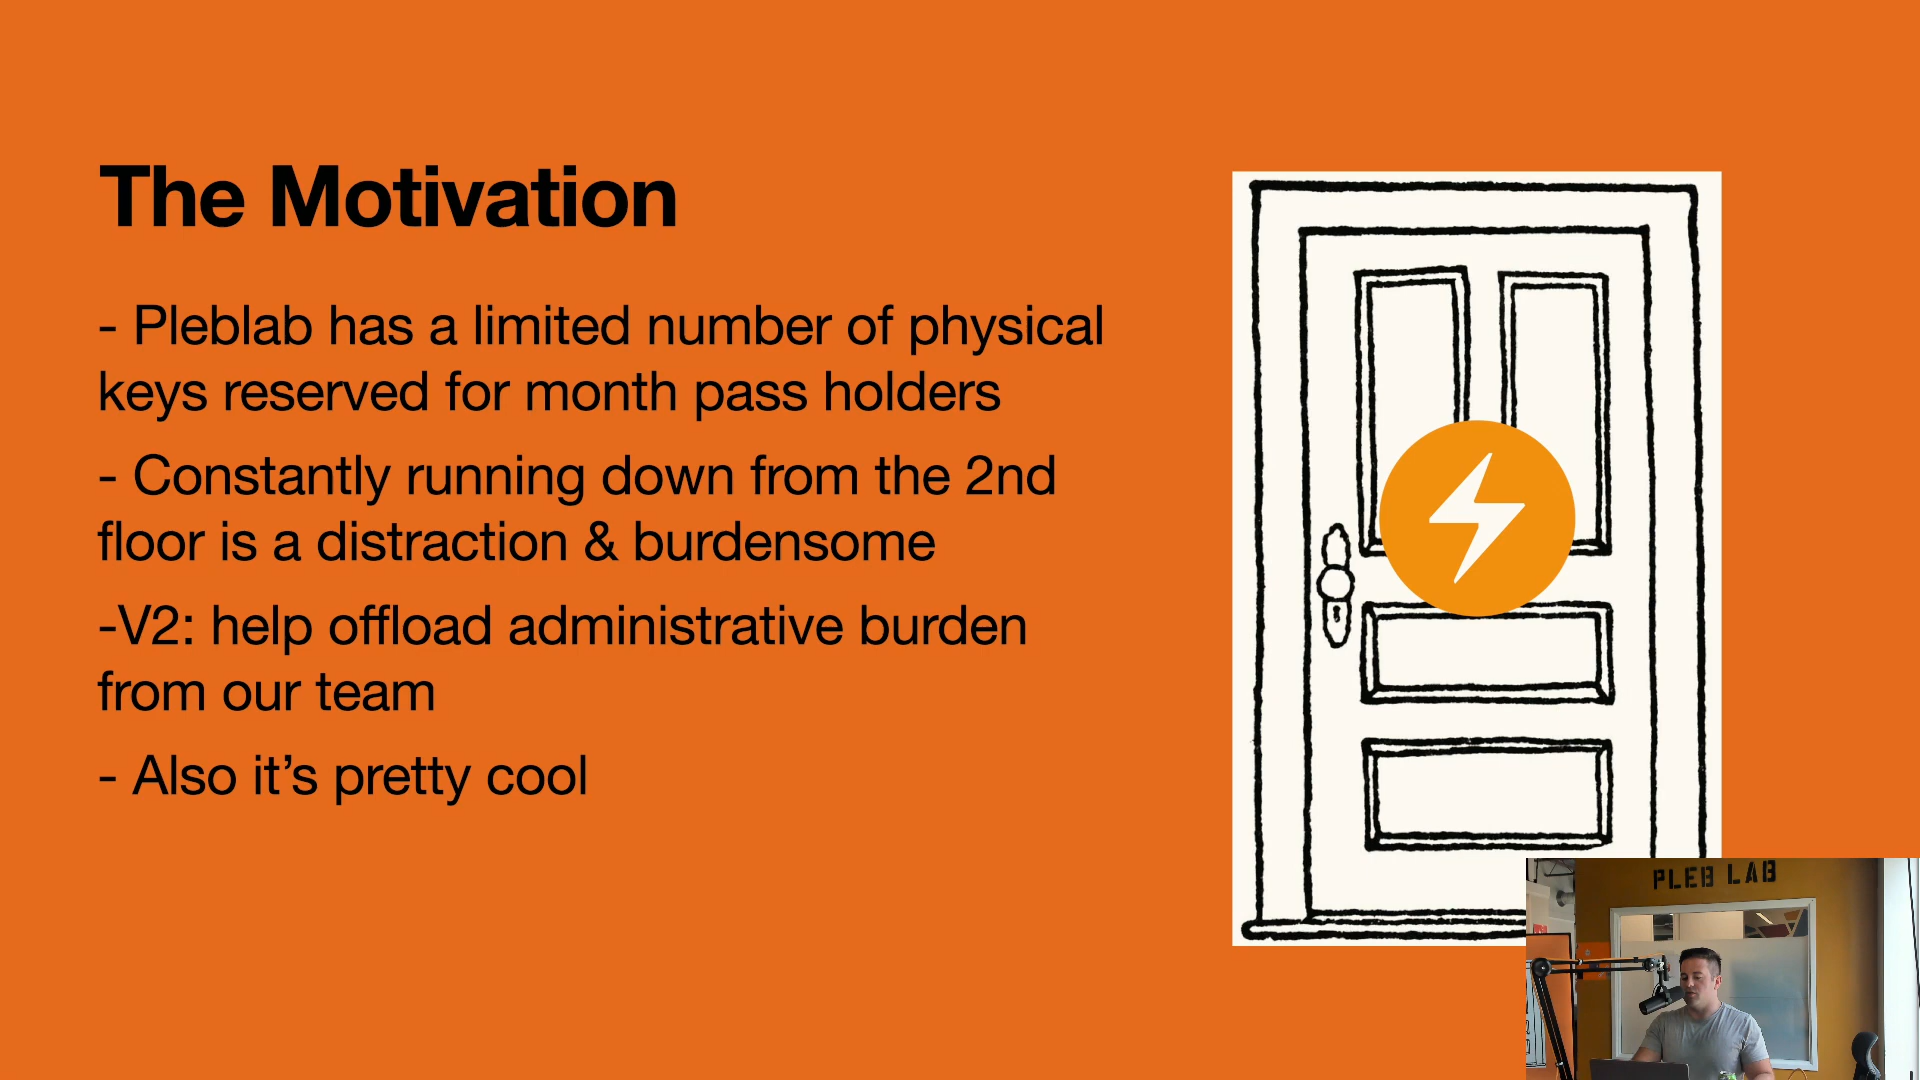 The Motivation
- Pleblab has a limited number of physical
keys reserved for month pass holders
- Constantly running down from the 2nd
floor is a distraction & burdensome
-V2: help offload administrative burden
from our team
- Also it’s pretty cool
PLEB LAB